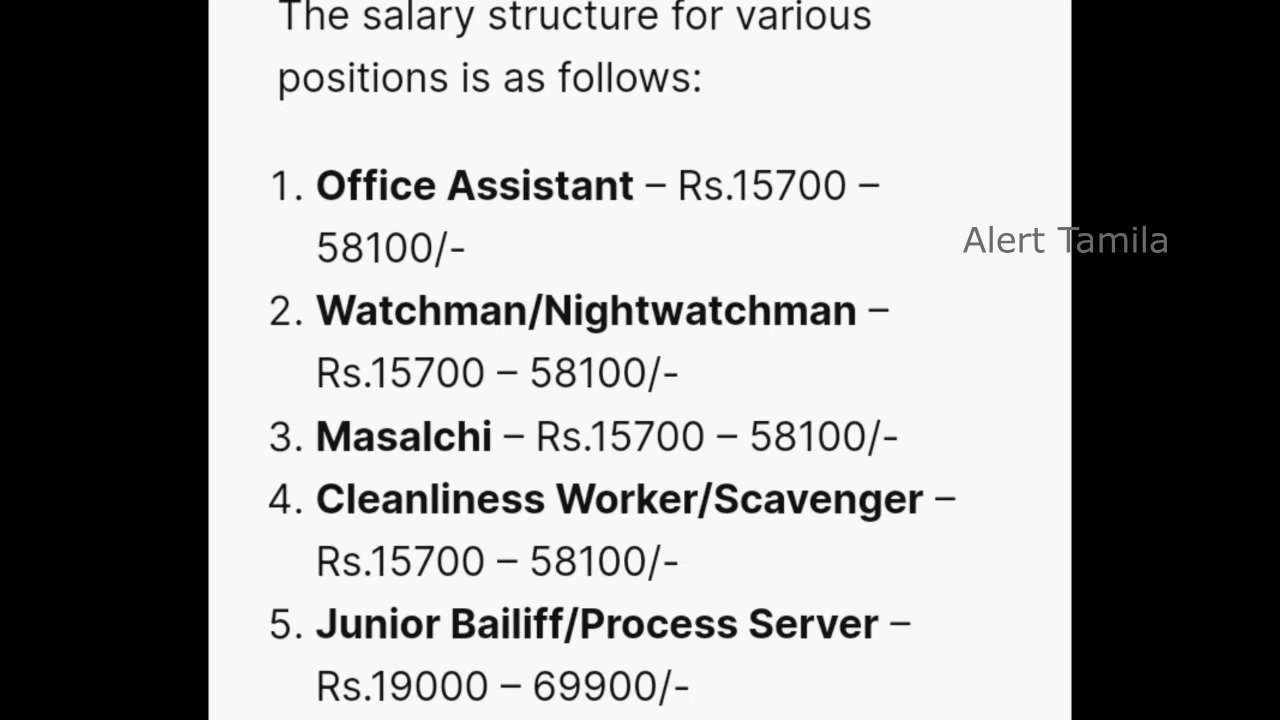 The salary structure for various
positions is as follows:
1. Office Assistant – Rs.15700 –
58100/-
Alert Tamila
2. Watchman/Nightwatchman –
Rs.15700 – 58100/-
3. Masalchi – Rs.15700 – 58100/-
4. Cleanliness Worker/Scavenger –
Rs.15700 – 58100/-
5. Junior Bailiff/Process Server –
Rs.19000 – 69900/-